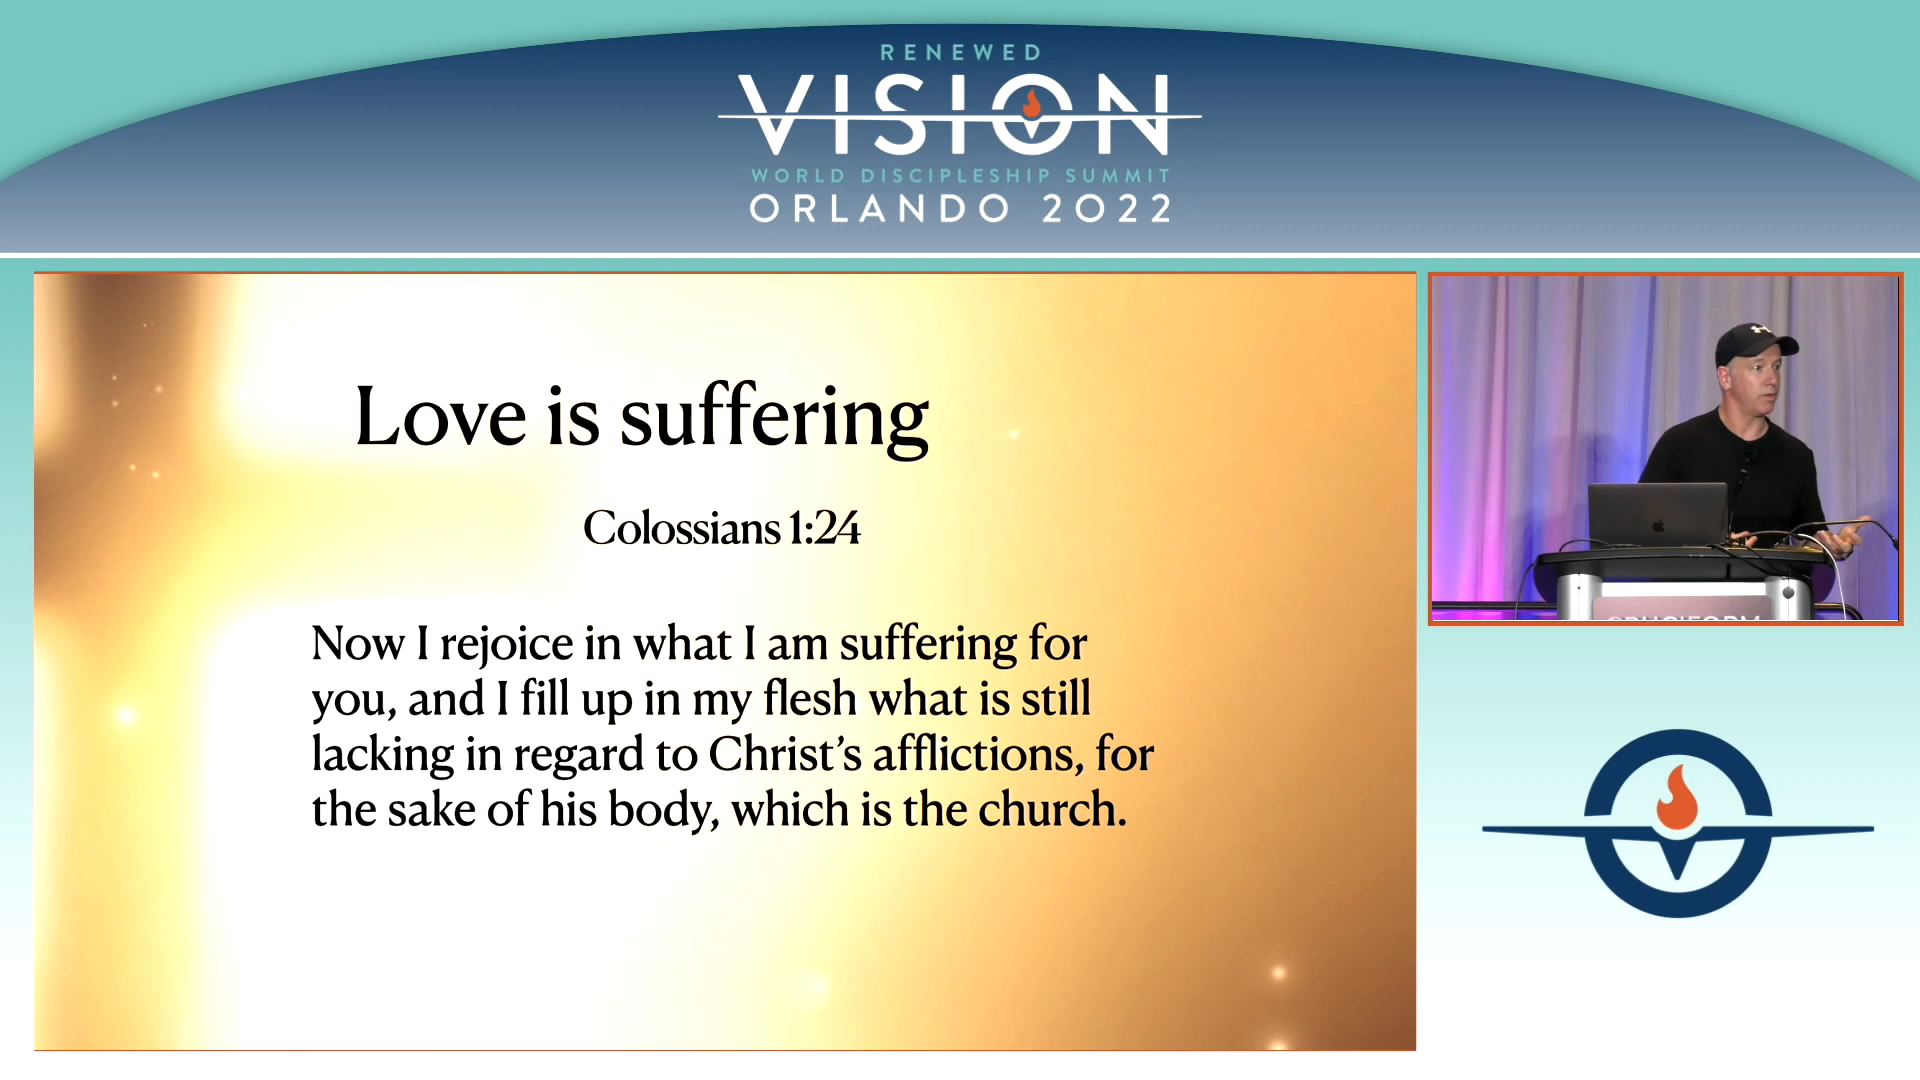 RENEWED
VISION
WORLD DISCIPLESHIP SUMMIT
ORLANDO 2022
Love is suffering
Colossians 1:24
Now I rejoice in what I am suffering for
you, and I fill up in my flesh what is still
lacking in regard to Christ’s afflictions, for
the sake of his body, which is the church.